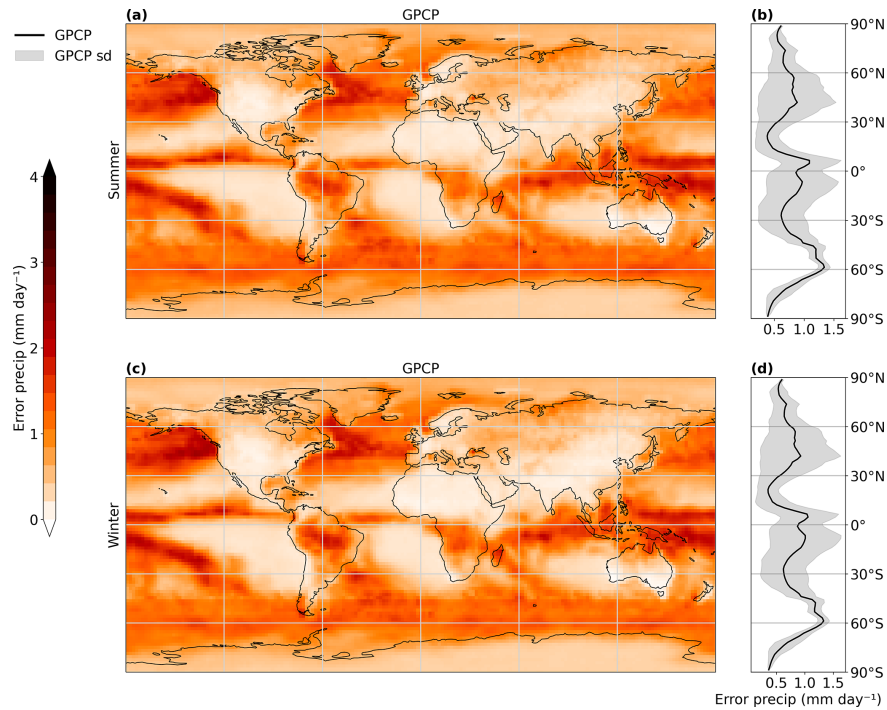 (a)
GPCP
(b)
GPCP
GPCP sd
Summer
90°N
60°N
30°N
0°
30°S
60°S
90°S
0.5 1.0 1.5
4
3
2
1
0
Error precip (mm day⁻¹)
(c)
GPCP
(d)
Winter
90°N
60°N
30°N
0°
30°S
60°S
90°S
0.5 1.0 1.5
Error precip (mm day⁻¹)